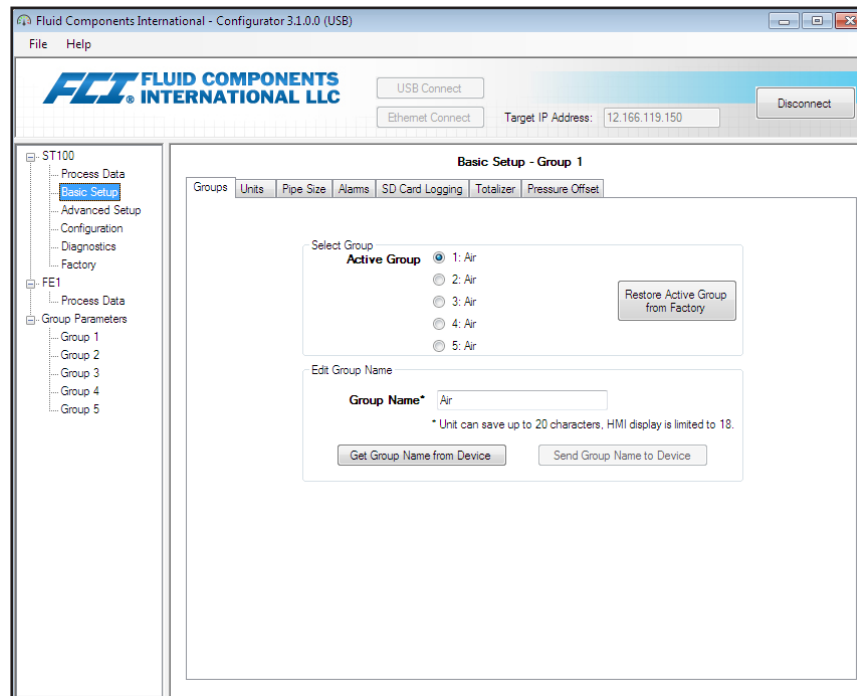 Fluid Components International - Configurator 3.1.0.0 (USB)
File Help
FCI FLUID COMPONENTS
® INTERNATIONAL LLC
USB Connect
Ethernet Connect
Target IP Address: 12.166.119.150
Disconnect
ST100
Process Data
Basic Setup
Advanced Setup
Configuration
Diagnostics
Factory
FE1
Process Data
Group Parameters
Group 1
Group 2
Group 3
Group 4
Group 5
Basic Setup - Group 1
Groups Units Pipe Size Alarms SD Card Logging Totalizer Pressure Offset
Select Group
Active Group 1: Air
2: Air
3: Air
4: Air
5: Air
Restore Active Group
from Factory
Edit Group Name
Group Name* Air
* Unit can save up to 20 characters, HMI display is limited to 18.
Get Group Name from Device Send Group Name to Device